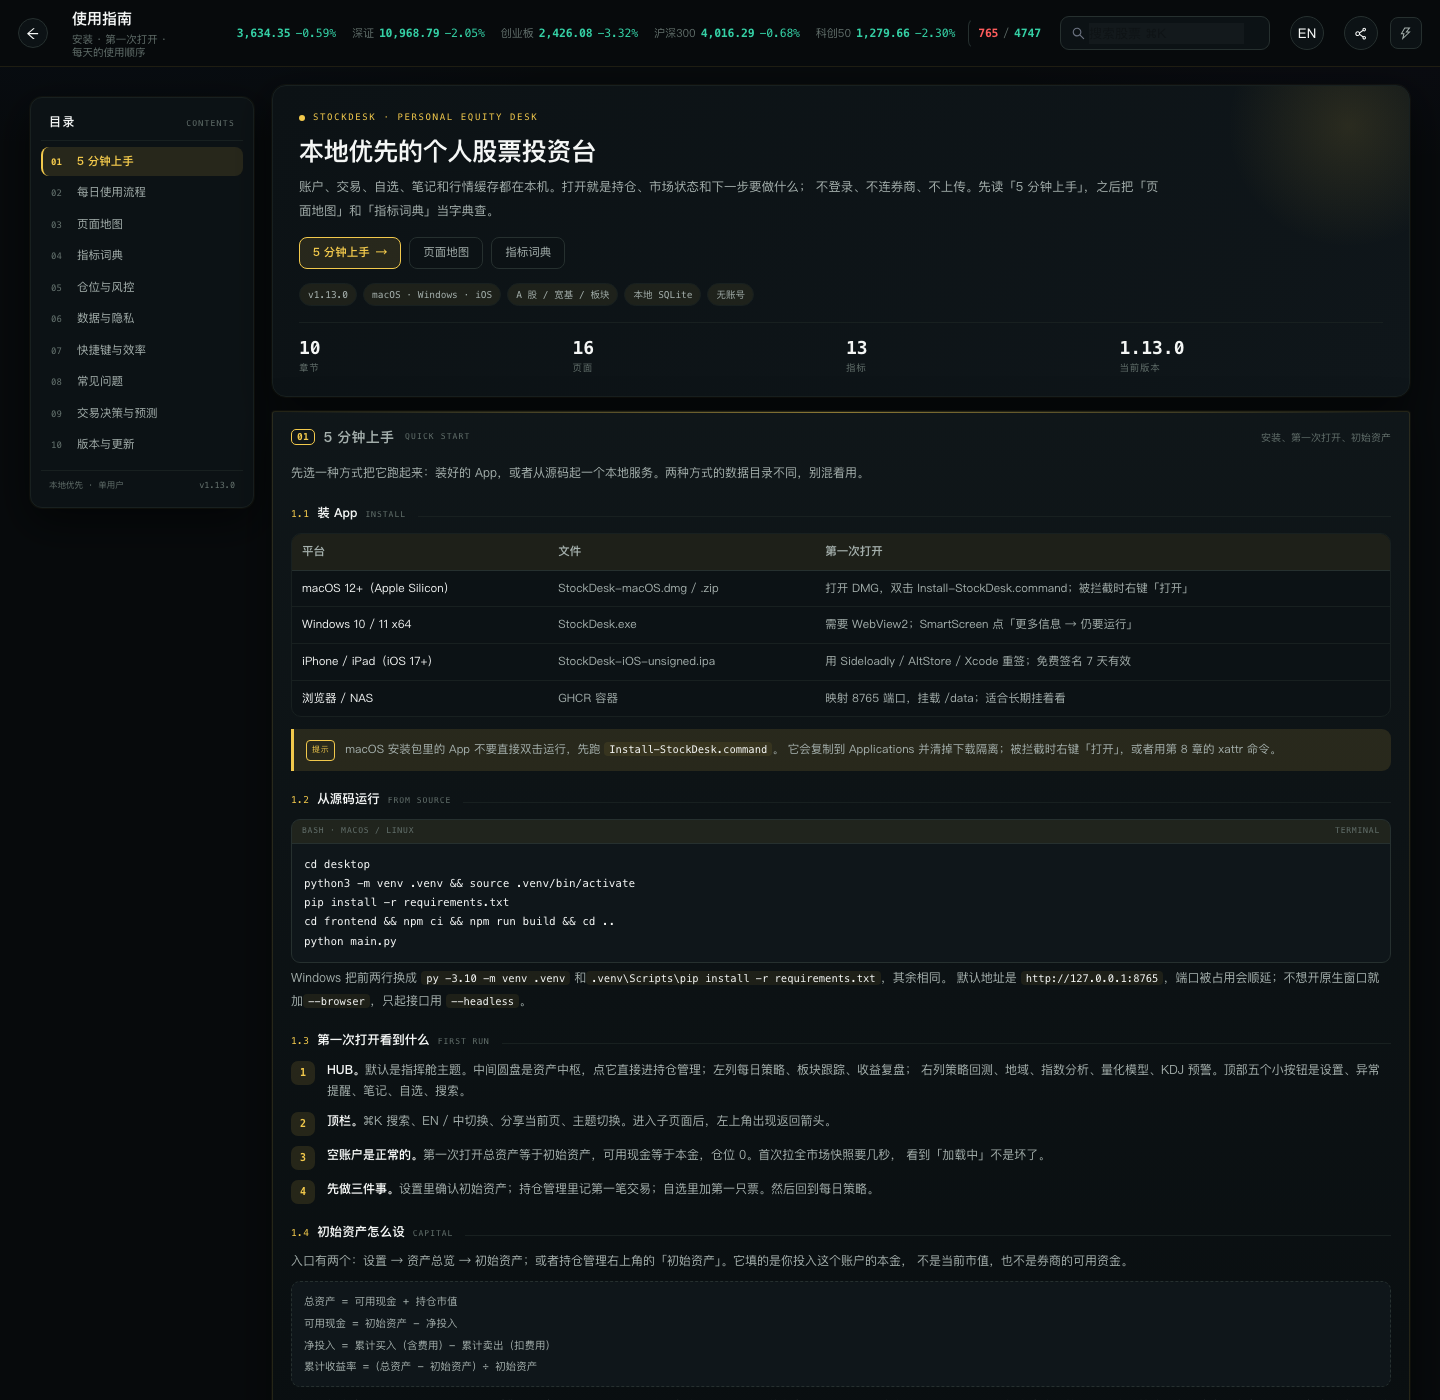 使用指南
安装 · 第一次打开 ·
每天的使用顺序
3,634.35 −0.59% 深证 10,968.79 −2.05% 创业板 2,426.08 −3.32% 沪深300 4,016.29 −0.68% 科创50 1,279.66 −2.30% 765 / 4747
EN
目录 CONTENTS
01 5 分钟上手
02 每日使用流程
03 页面地图
04 指标词典
05 仓位与风控
06 数据与隐私
07 快捷键与效率
08 常见问题
09 交易决策与预测
10 版本与更新
本地优先 · 单用户 v1.13.0
STOCKDESK · PERSONAL EQUITY DESK
本地优先的个人股票投资台
账户、交易、自选、笔记和行情缓存都在本机。打开就是持仓、市场状态和下一步要做什么； 不登录、不连券商、不上传。先读「5 分钟上手」，之后把「页
面地图」和「指标词典」当字典查。
5 分钟上手 → 页面地图 指标词典
v1.13.0 macOS · Windows · iOS A 股 / 宽基 / 板块 本地 SQLite 无账号
10 16 13 1.13.0
章节 页面 指标 当前版本
01 5 分钟上手 QUICK START 安装、第一次打开、初始资产
先选一种方式把它跑起来：装好的 App，或者从源码起一个本地服务。两种方式的数据目录不同，别混着用。
1.1 装 App INSTALL
平台 文件 第一次打开
macOS 12+（Apple Silicon） StockDesk-macOS.dmg / .zip 打开 DMG，双击 Install-StockDesk.command；被拦截时右键「打开」
Windows 10 / 11 x64 StockDesk.exe 需要 WebView2；SmartScreen 点「更多信息 → 仍要运行」
iPhone / iPad（iOS 17+） StockDesk-iOS-unsigned.ipa 用 Sideloadly / AltStore / Xcode 重签；免费签名 7 天有效
浏览器 / NAS GHCR 容器 映射 8765 端口，挂载 /data；适合长期挂着看
提示 macOS 安装包里的 App 不要直接双击运行，先跑 Install-StockDesk.command 。 它会复制到 Applications 并清掉下载隔离；被拦截时右键「打开」，或者用第 8 章的 xattr 命令。
1.2 从源码运行 FROM SOURCE
BASH · MACOS / LINUX TERMINAL
cd desktop
python3 -m venv .venv && source .venv/bin/activate
pip install -r requirements.txt
cd frontend && npm ci && npm run build && cd ..
python main.py
Windows 把前两行换成 py -3.10 -m venv .venv 和 .venv\Scripts\pip install -r requirements.txt ，其余相同。 默认地址是 http://127.0.0.1:8765 ，端口被占用会顺延；不想开原生窗口就
加 --browser ，只起接口用 --headless 。
1.3 第一次打开看到什么 FIRST RUN
1 HUB。默认是指挥舱主题。中间圆盘是资产中枢，点它直接进持仓管理；左列每日策略、板块跟踪、收益复盘； 右列策略回测、地域、指数分析、量化模型、KDJ 预警。顶部五个小按钮是设置、异常
提醒、笔记、自选、搜索。
2 顶栏。⌘K 搜索、EN / 中切换、分享当前页、主题切换。进入子页面后，左上角出现返回箭头。
3 空账户是正常的。第一次打开总资产等于初始资产，可用现金等于本金，仓位 0。首次拉全市场快照要几秒， 看到「加载中」不是坏了。
4 先做三件事。设置里确认初始资产；持仓管理里记第一笔交易；自选里加第一只票。然后回到每日策略。
1.4 初始资产怎么设 CAPITAL
入口有两个：设置 → 资产总览 → 初始资产；或者持仓管理右上角的「初始资产」。它填的是你投入这个账户的本金， 不是当前市值，也不是券商的可用资金。
总资产 = 可用现金 + 持仓市值
可用现金 = 初始资产 − 净投入
净投入 = 累计买入（含费用）− 累计卖出（扣费用）
累计收益率 =（总资产 − 初始资产）÷ 初始资产